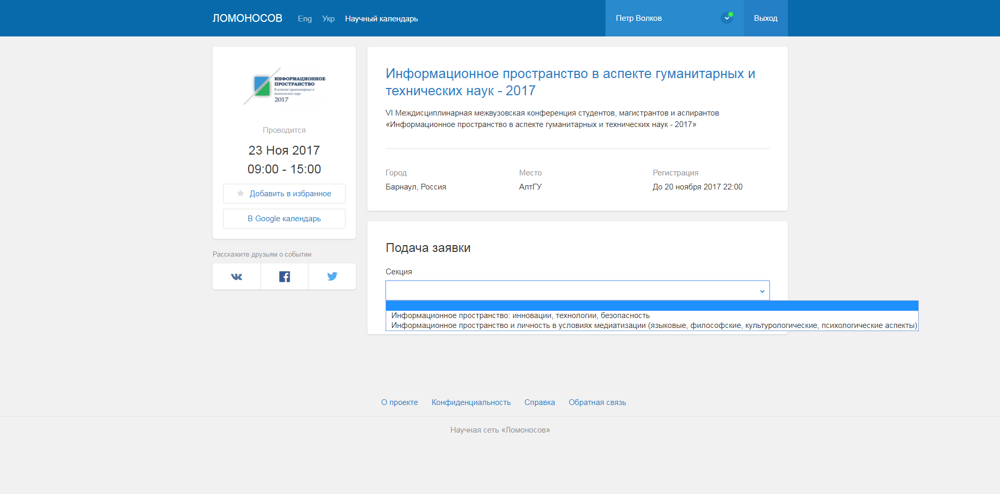 ЛОМОНОСОВ
Eng
Укр
Научный календарь
Петр Волков
Выход
ИНФОРМАЦИОННОЕ
ПРОСТРАНСТВО
В аспекте гуманитарных и
технических наук
2017
Проводится
23 Ноя 2017
09:00 - 15:00
Добавить в избранное
В Google календарь
Расскажите друзьям о событии
Информационное пространство в аспекте гуманитарных и
технических наук - 2017
VI Междисциплинарная межвузовская конференция студентов, магистрантов и аспирантов
«Информационное пространство в аспекте гуманитарных и технических наук - 2017»
Город
Барнаул, Россия
Место
АлтГУ
Регистрация
До 20 ноября 2017 22:00
Подача заявки
Секция
Информационное пространство: инновации, технологии, безопасность
Информационное пространство и личность в условиях медиатизации (языковые, философские, культурологические, психологические аспекты)
О проекте
Конфиденциальность
Справка
Обратная связь
Научная сеть «Ломоносов»